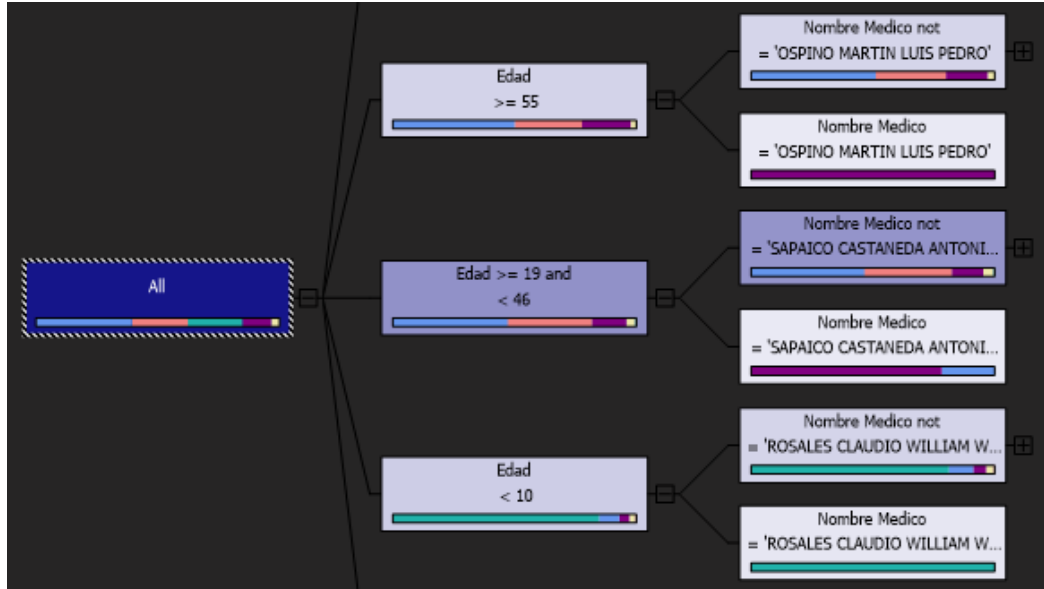 All
Edad
>= 55
Nombre Medico not
= 'OSPINO MARTIN LUIS PEDRO'
Nombre Medico
= 'OSPINO MARTIN LUIS PEDRO'
Edad >= 19 and
< 46
Nombre Medico not
= 'SAPAICO CASTANEDA ANTONI...
Nombre Medico
= 'SAPAICO CASTANEDA ANTONI...
Edad
< 10
Nombre Medico not
= 'ROSALES CLAUDIO WILLIAM W...
Nombre Medico
= 'ROSALES CLAUDIO WILLIAM W...